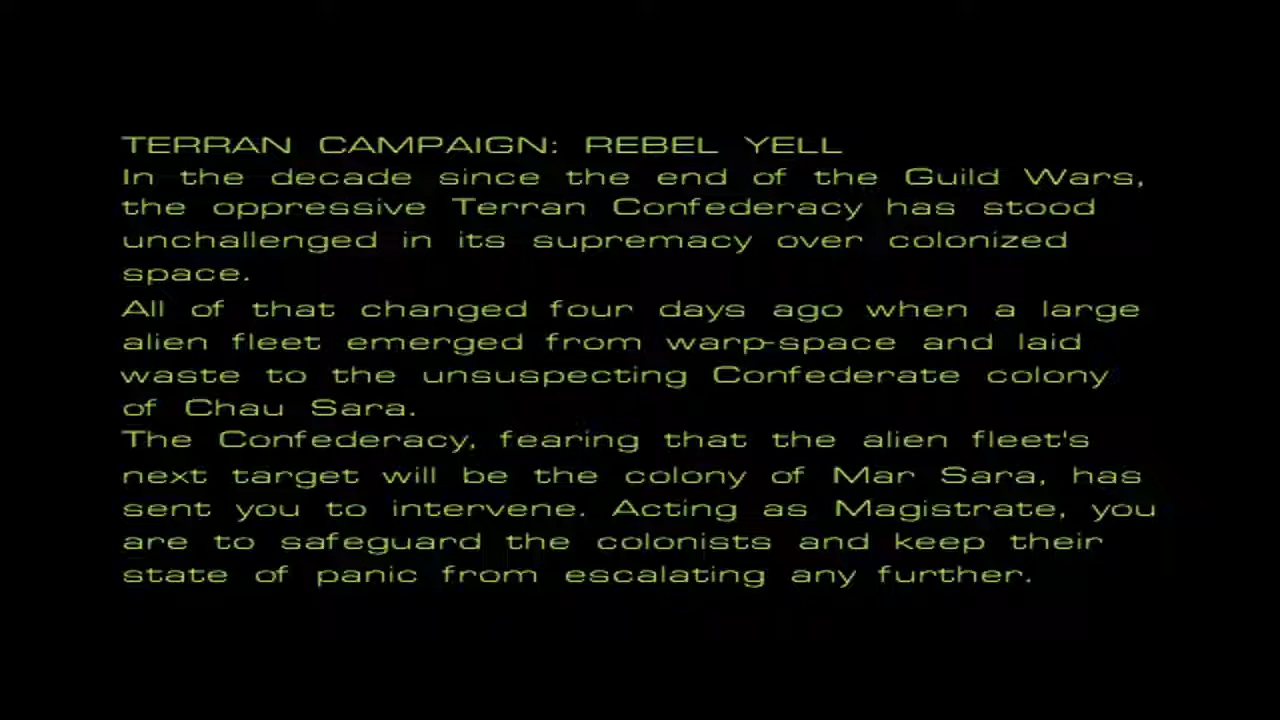 TERRAN CAMPAIGN: REBEL YELL
In the decade since the end of the Guild Wars,
the oppressive Terran Confederacy has stood
unchallenged in its supremacy over colonized
space.
All of that changed four days ago when a large
alien fleet emerged from warp-space and laid
waste to the unsuspecting Confederate colony
of Chau Sara.
The Confederacy, fearing that the alien fleet's
next target will be the colony of Mar Sara, has
sent you to intervene. Acting as Magistrate, you
are to safeguard the colonists and keep their
state of panic from escalating any further.